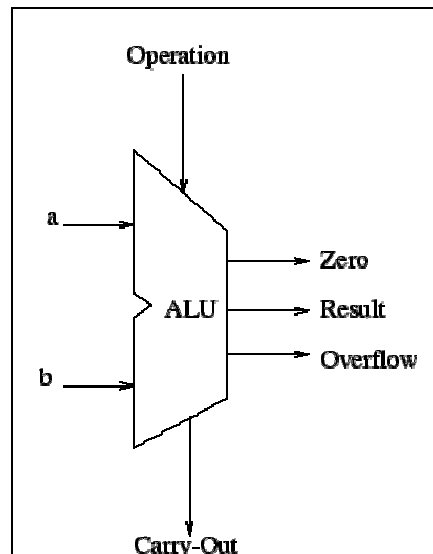 Operation
a
Zero
ALU
Result
Overflow
b
Carry-Out